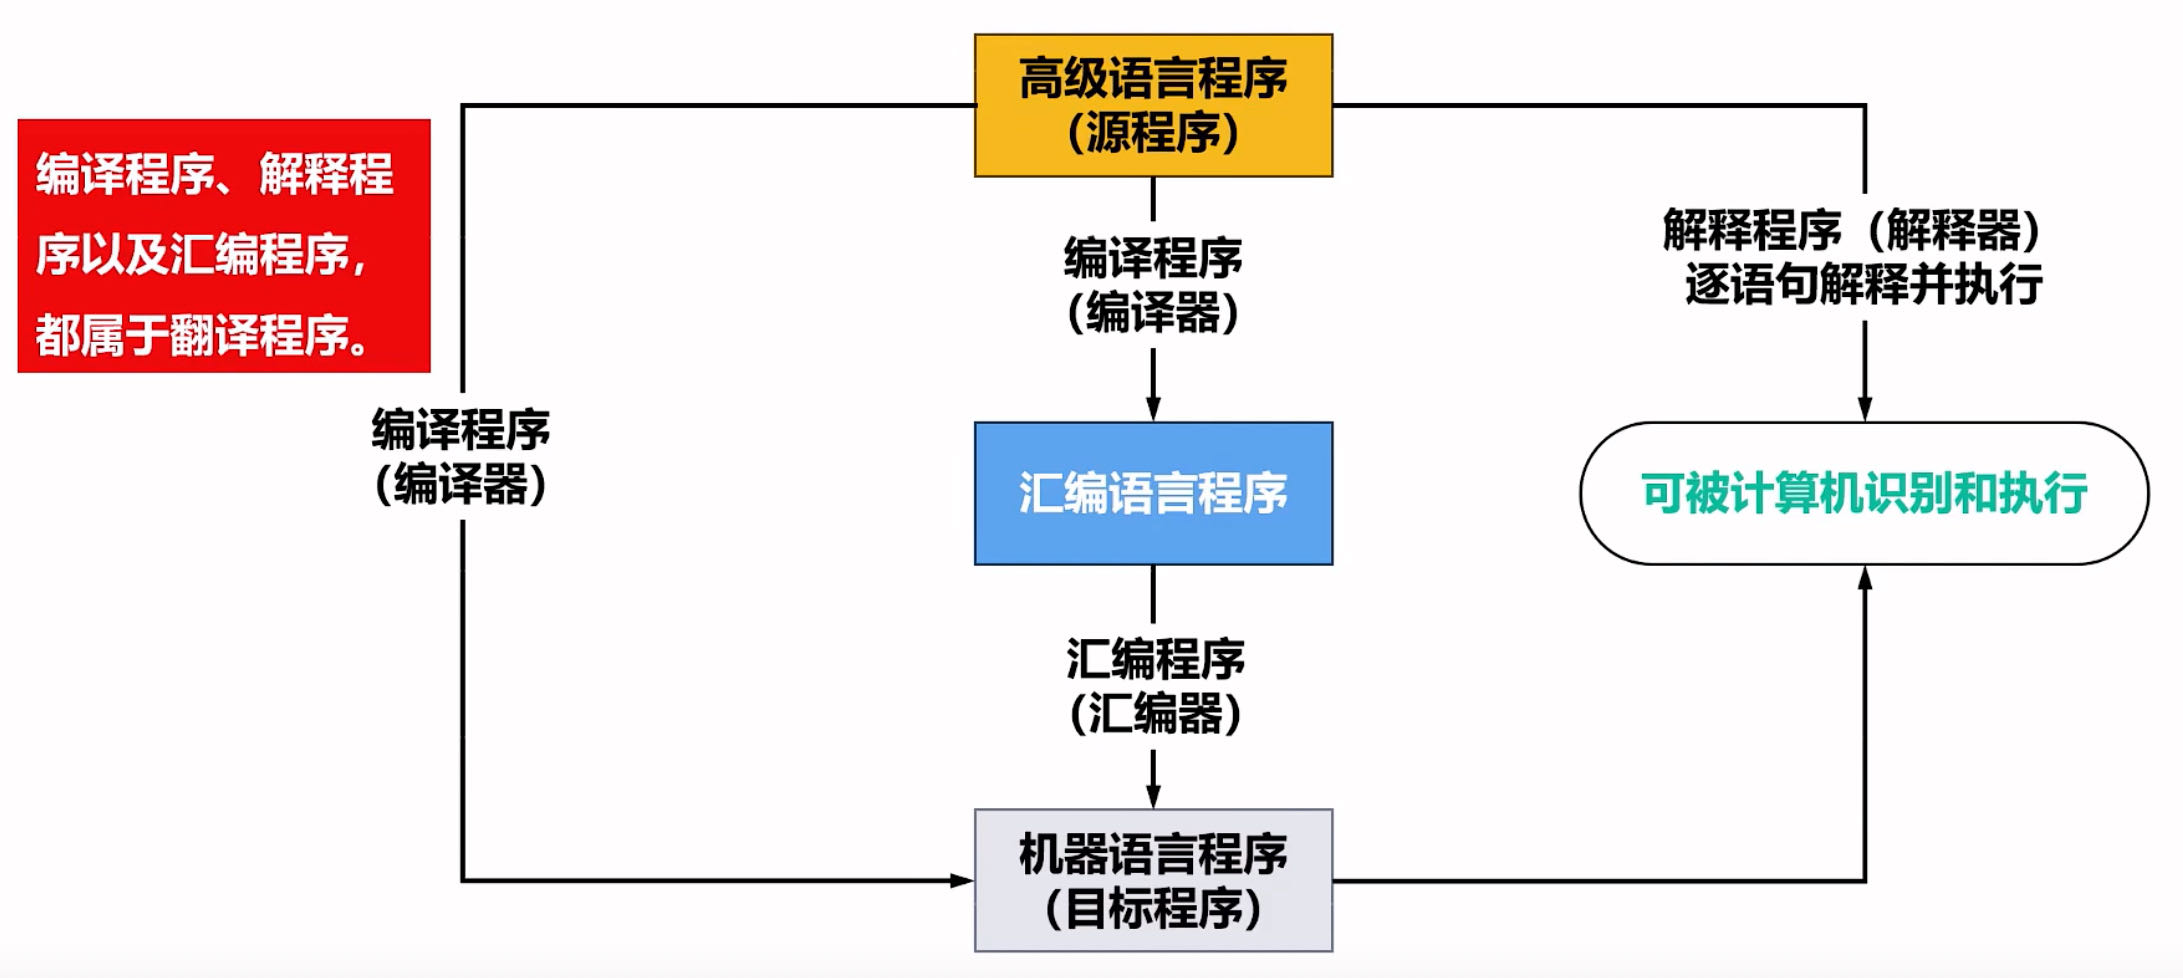 高级语言程序
(源程序)
编译程序、解释程
序以及汇编程序,
都属于翻译程序。
编译程序
(编译器)
解释程序（解释器）
逐语句解释并执行
编译程序
(编译器)
汇编语言程序
可被计算机识别和执行
汇编程序
(汇编器)
机器语言程序
(目标程序)